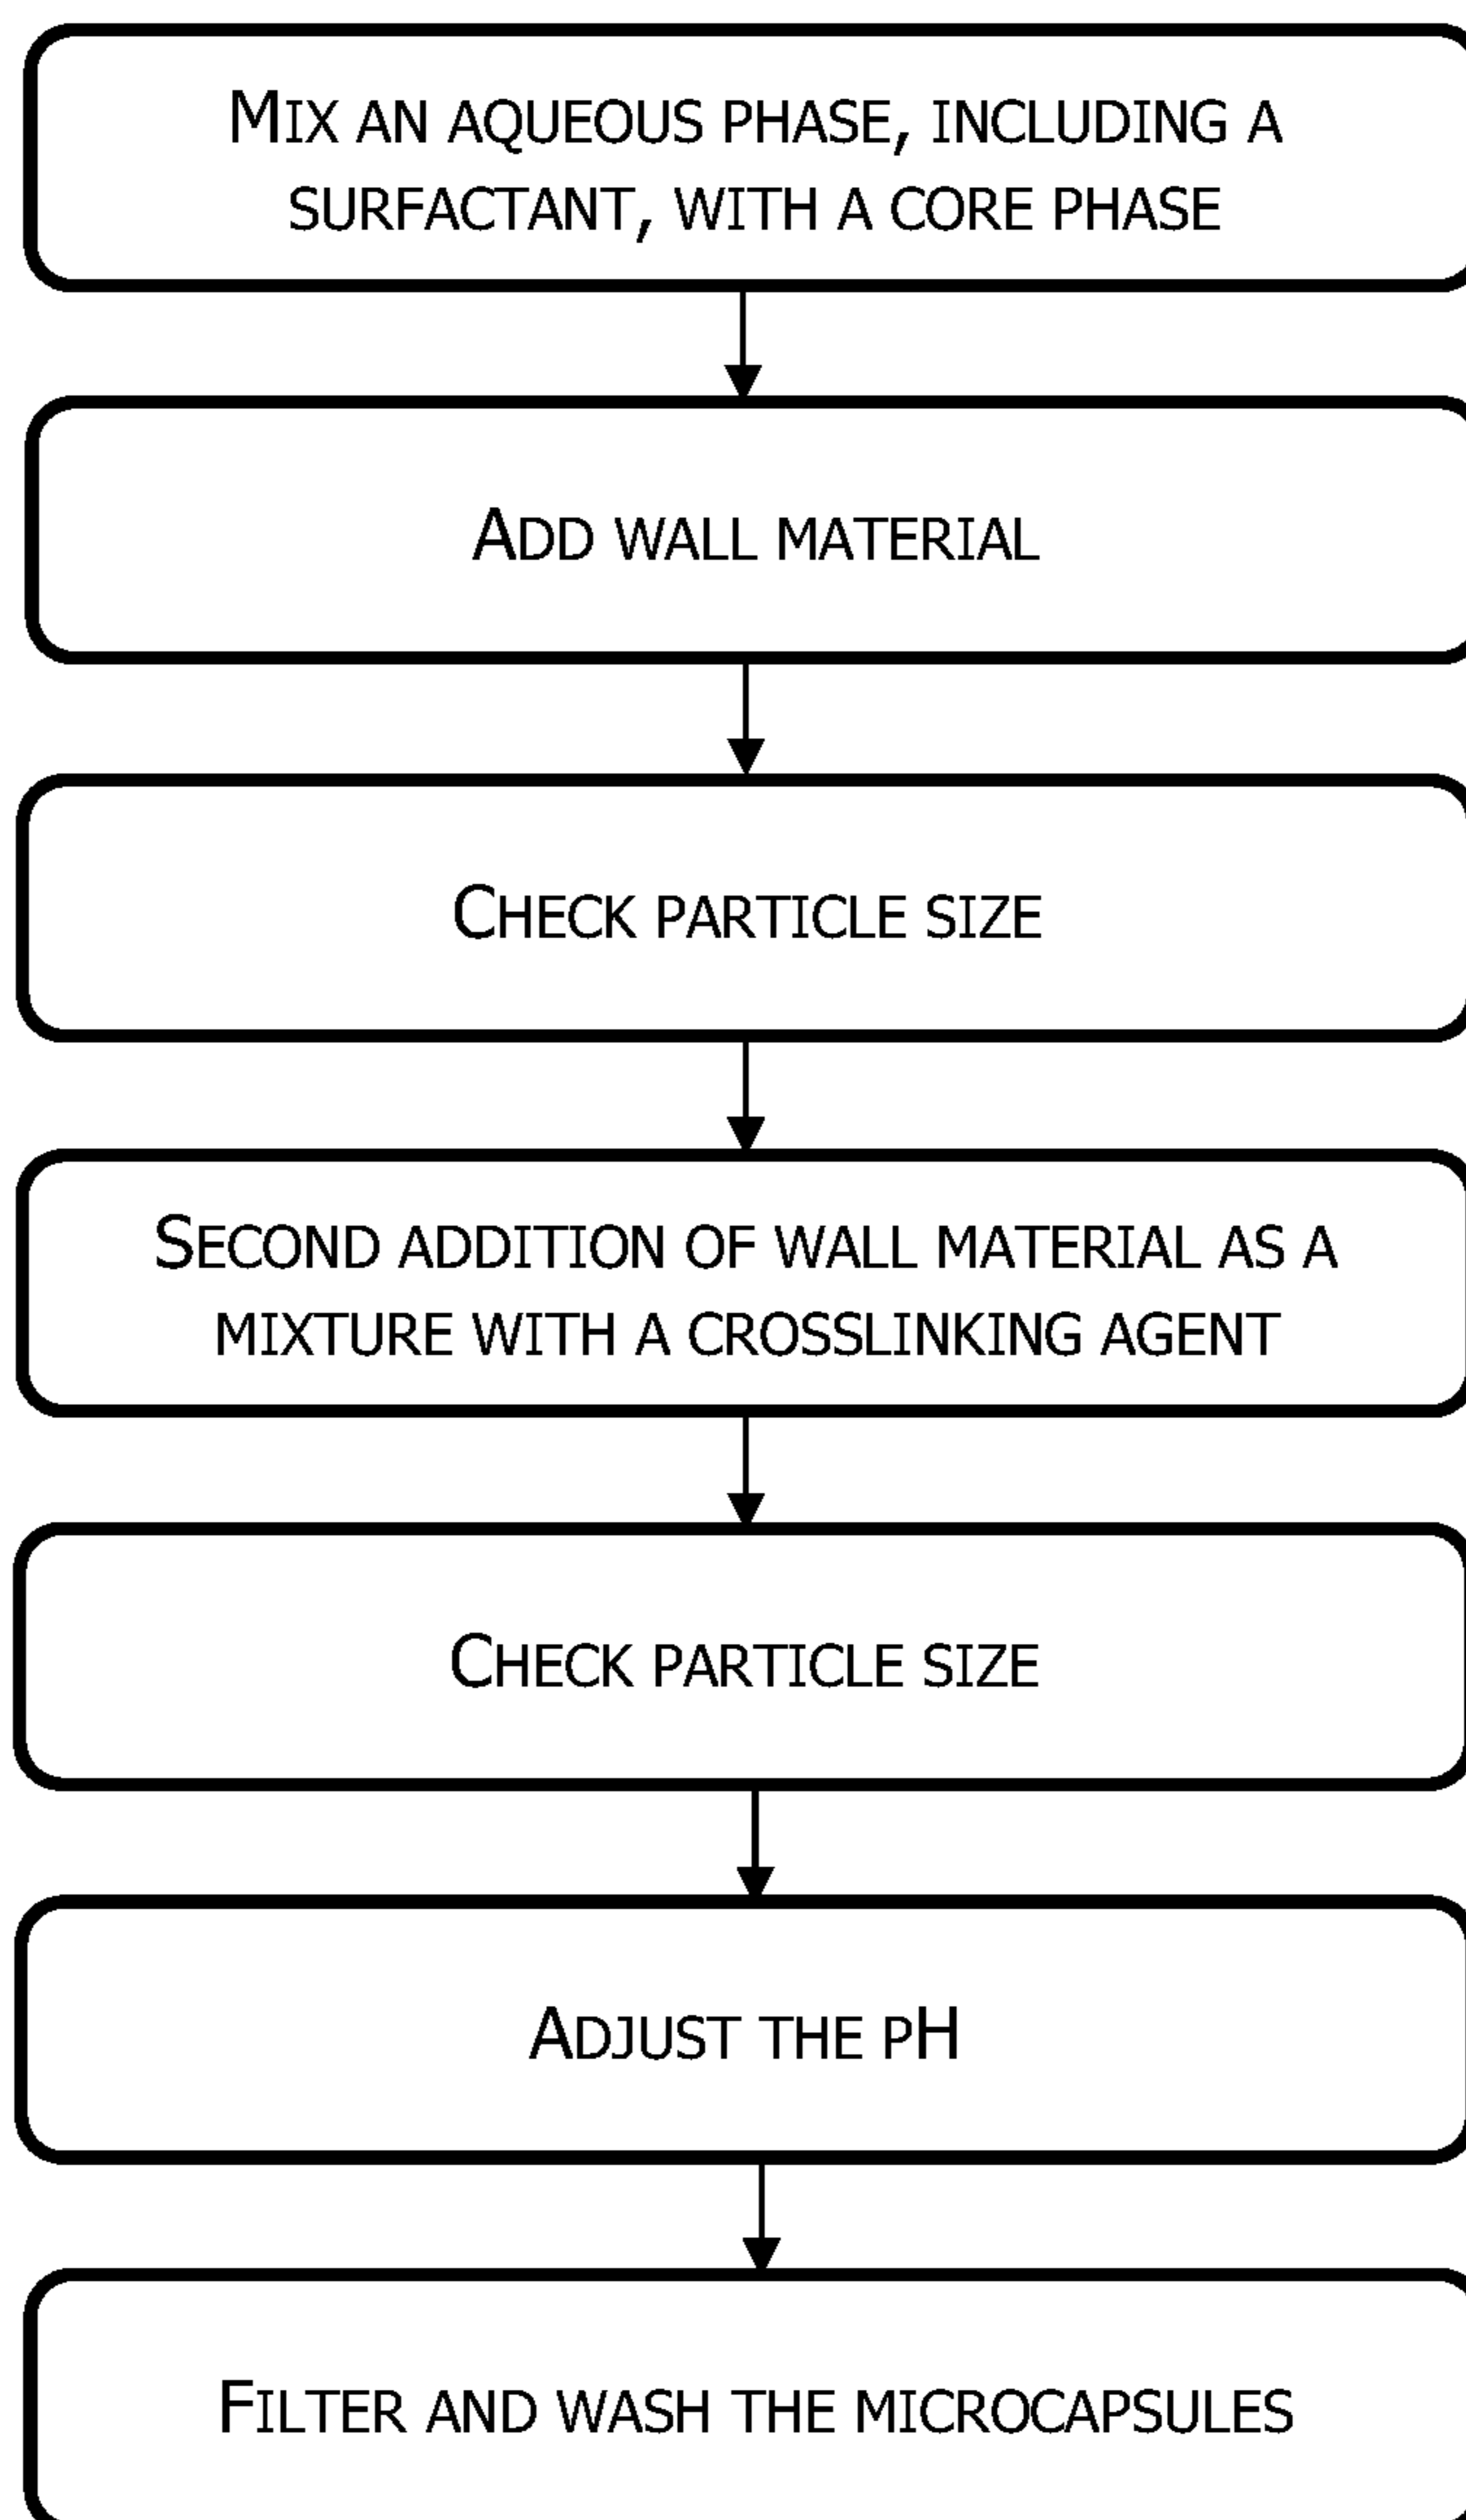 Mix an aqueous phase, including a
surfactant, with a core phase
Add wall material
Check particle size
Second addition of wall material as a
mixture with a crosslinking agent
Check particle size
Adjust the pH
Filter and wash the microcapsules